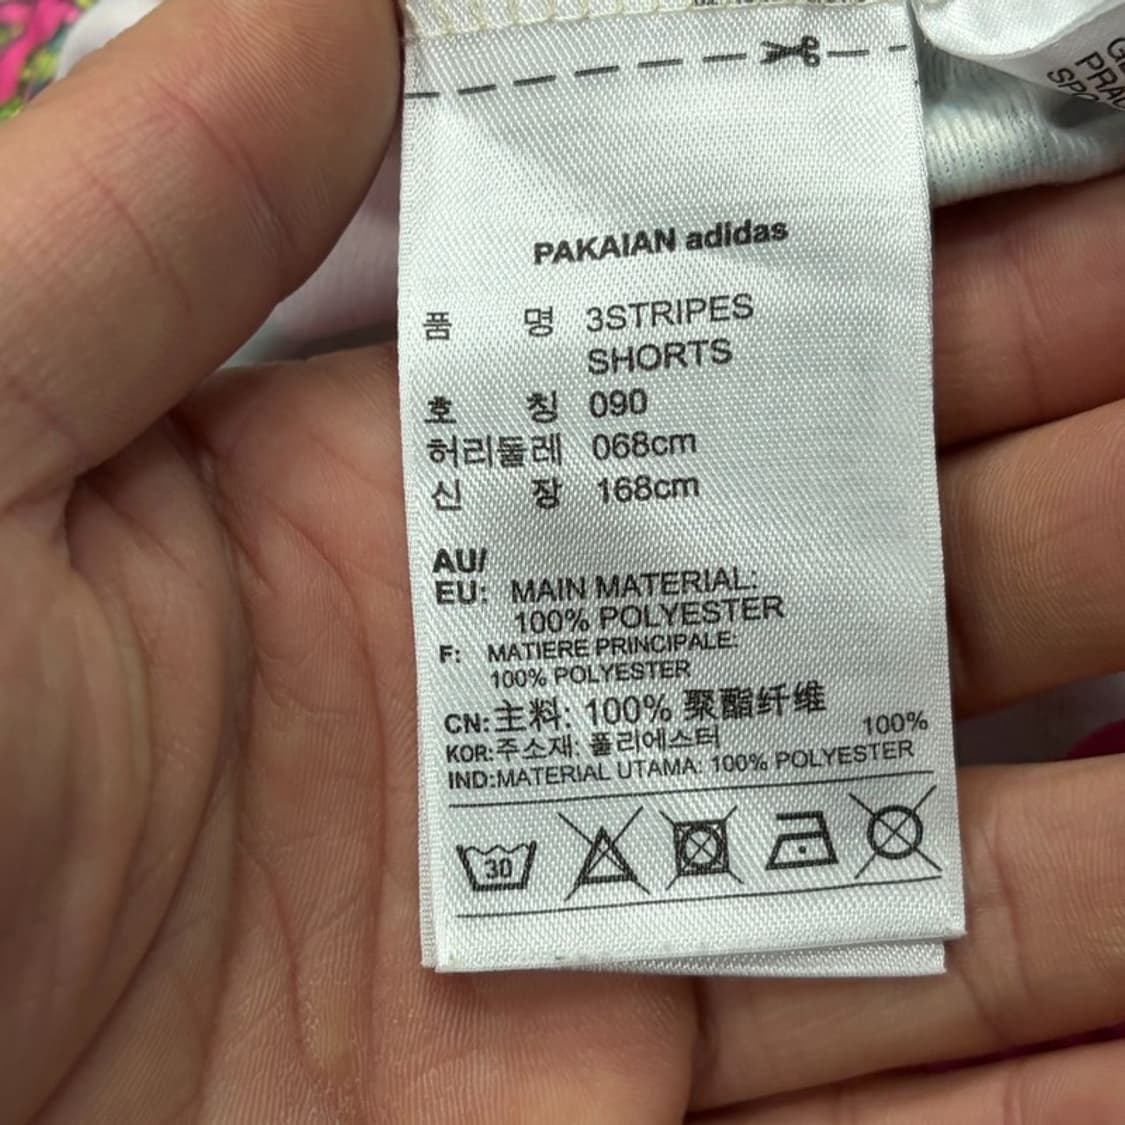 PAKAIAN adidas
품 명 3STRIPES
SHORTS
호 칭 090
허리둘레 068cm
신 장 168cm
AU/
EU: MAIN MATERIAL:
100% POLYESTER
F: MATIERE PRINCIPALE:
100% POLYESTER
CN:主料: 100% 聚酯纤维
KOR:주소재: 폴리에스터 100%
IND:MATERIAL UTAMA: 100% POLYESTER
30